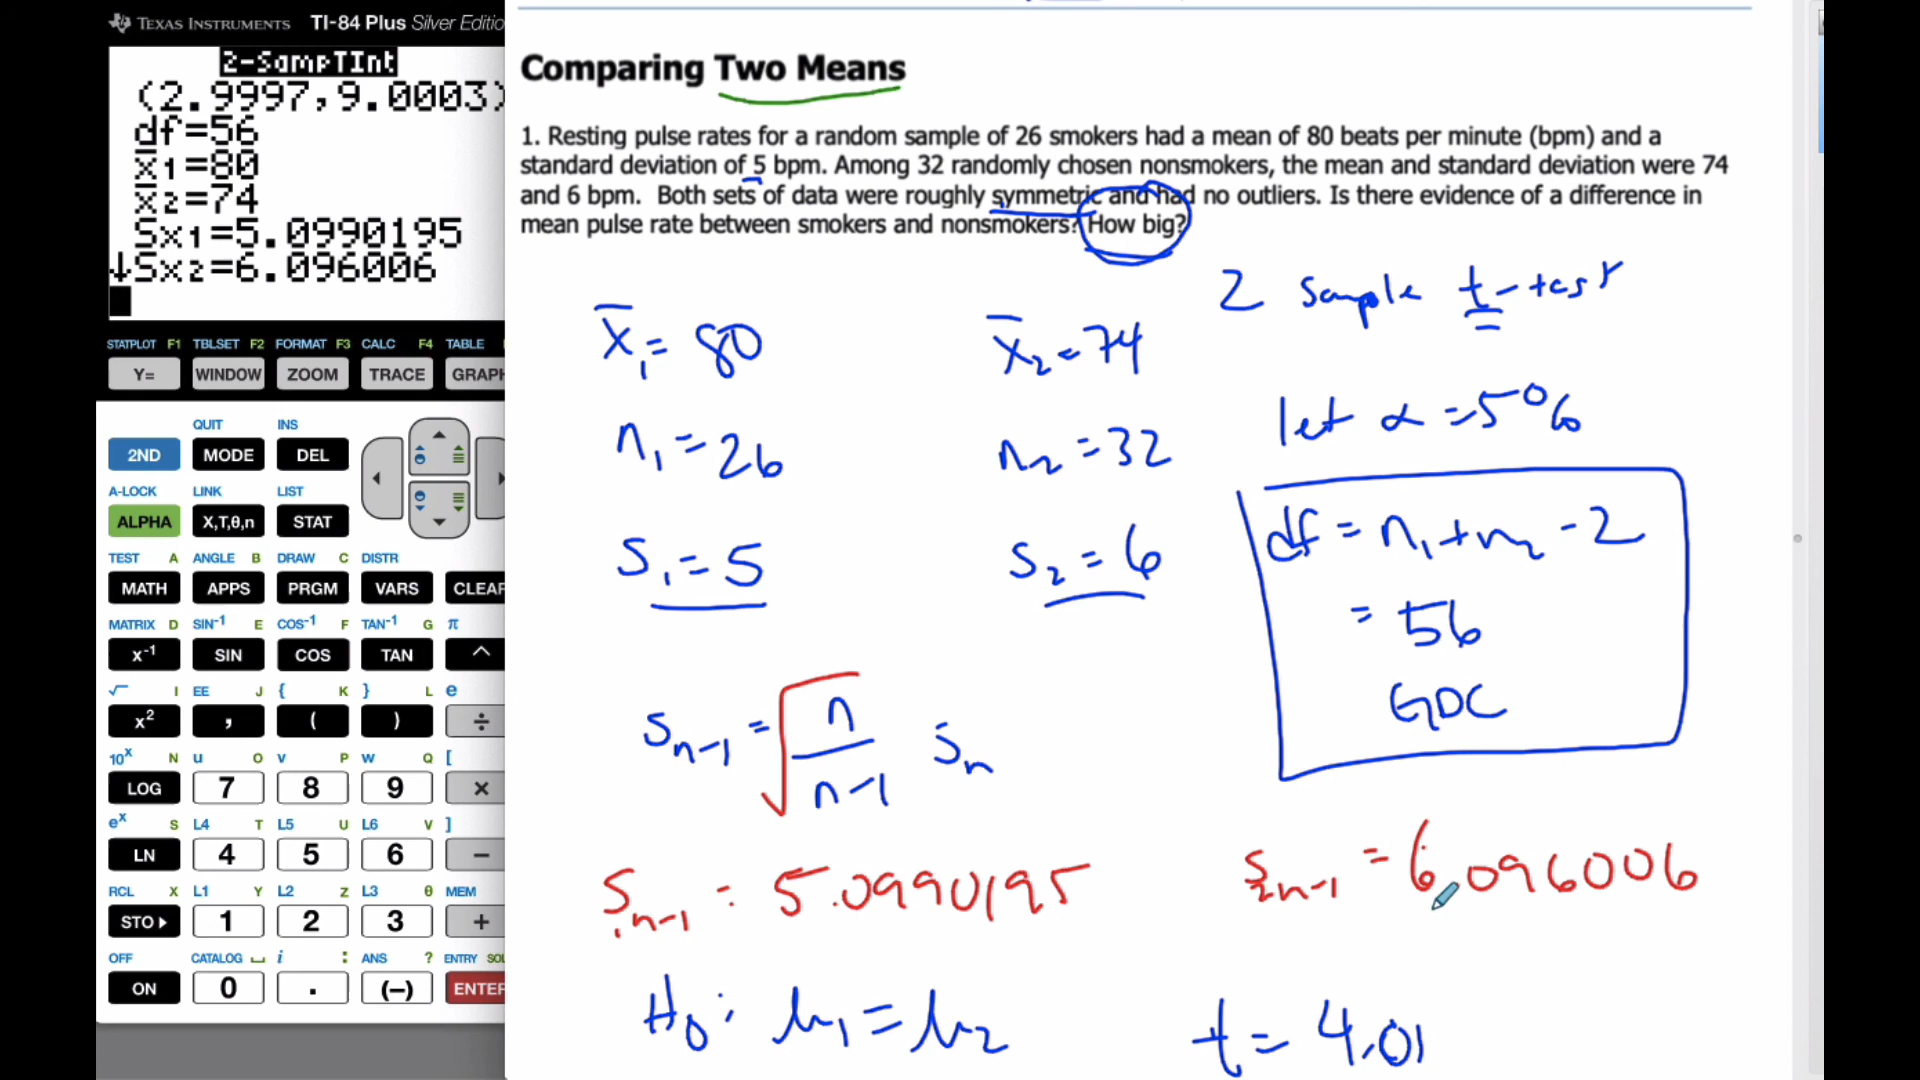 TEXAS INSTRUMENTS TI-84 Plus Silver Editio
2-SampTInt
(2.9997,9.0003)
df=56
x̄1=80
x̄2=74
Sx1=5.0990195
↓Sx2=6.096006
STATPLOT F1 TBLSET F2 FORMAT F3 CALC F4 TABLE
Y= WINDOW ZOOM TRACE GRAPH
QUIT INS
2ND MODE DEL
A-LOCK LINK LIST
ALPHA X,T,θ,n STAT
TEST A ANGLE B DRAW C DISTR
MATH APPS PRGM VARS CLEAR
MATRIX D SIN⁻¹ E COS⁻¹ F TAN⁻¹ G π
x⁻¹ SIN COS TAN ^
√ I EE J { K } L e
x² , ( ) ÷
10ˣ N u O v P w Q [
LOG 7 8 9 ×
eˣ S L4 T L5 U L6 V ]
LN 4 5 6 −
RCL X L1 Y L2 Z L3 θ MEM
STO▸ 1 2 3 +
OFF CATALOG ⎵ i : ANS ? ENTRY SOL
ON 0 . (–) ENTER
Comparing Two Means
1. Resting pulse rates for a random sample of 26 smokers had a mean of 80 beats per minute (bpm) and a
standard deviation of 5 bpm. Among 32 randomly chosen nonsmokers, the mean and standard deviation were 74
and 6 bpm. Both sets of data were roughly symmetric and had no outliers. Is there evidence of a difference in
mean pulse rate between smokers and nonsmokers? How big?
2 Sample t-test
x̄₁ = 80 x̄₂ = 74
let α = 5%
n₁ = 26 n₂ = 32
df = n₁+n₂ -2
s₁ = 5 s₂ = 6
= 56
GDC
sₙ₋₁ = √(n/(n-1)) sₙ
₁sₙ₋₁ = 5.0990195 ₂sₙ₋₁ = 6.096006
H₀: μ₁ = μ₂ t = 4.01